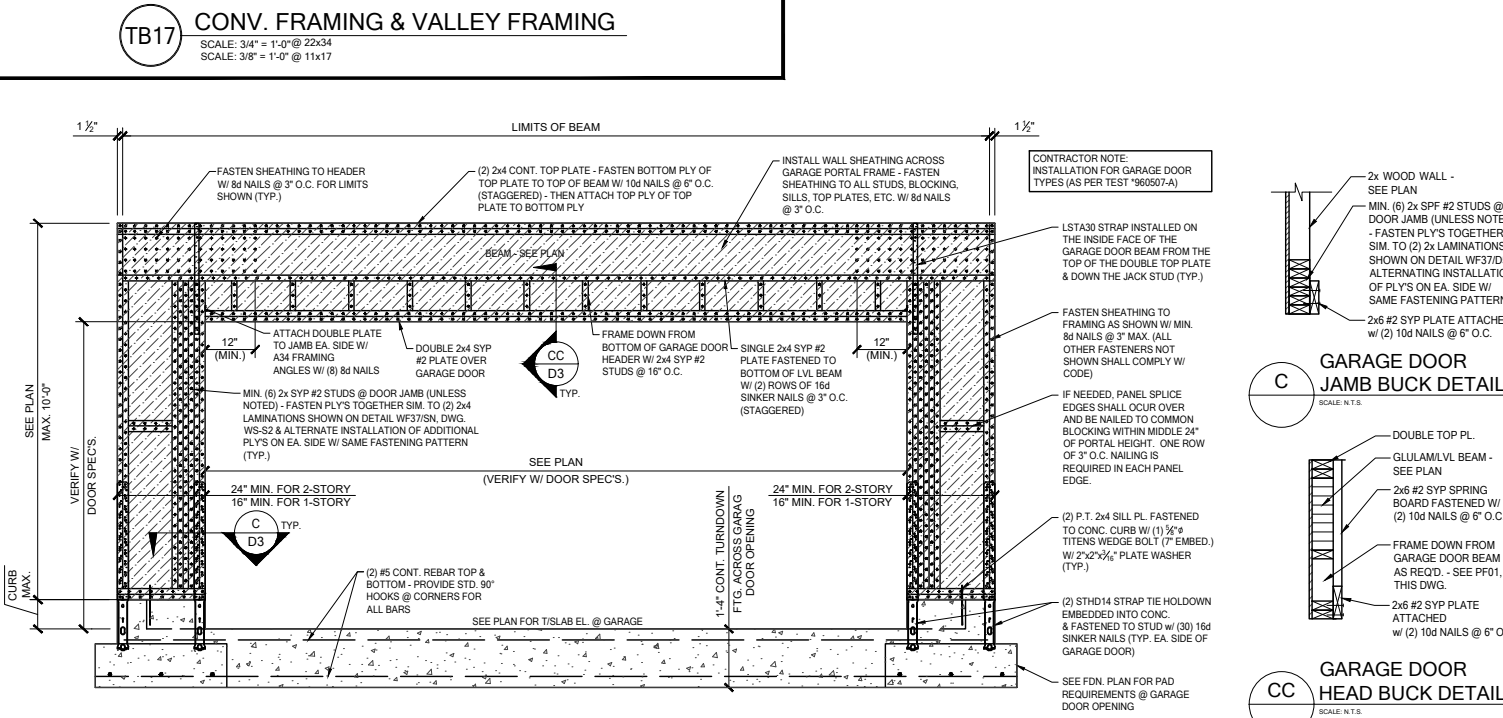 TB17
CONV. FRAMING & VALLEY FRAMING
SCALE: 3/4" = 1'-0"@ 22x34
SCALE: 3/8" = 1'-0" @ 11x17
1 ½"
LIMITS OF BEAM
1 ½"
FASTEN SHEATHING TO HEADER
W/ 8d NAILS @ 3" O.C. FOR LIMITS
SHOWN (TYP.)
(2) 2x4 CONT. TOP PLATE - FASTEN BOTTOM PLY OF
TOP PLATE TO TOP OF BEAM W/ 10d NAILS @ 6" O.C.
(STAGGERED) - THEN ATTACH TOP PLY OF TOP
PLATE TO BOTTOM PLY
INSTALL WALL SHEATHING ACROSS
GARAGE PORTAL FRAME - FASTEN
SHEATHING TO ALL STUDS, BLOCKING,
SILLS, TOP PLATES, ETC. W/ 8d NAILS
@ 3" O.C.
CONTRACTOR NOTE:
INSTALLATION FOR GARAGE DOOR
TYPES (AS PER TEST *960507-A)
BEAM - SEE PLAN
LSTA30 STRAP INSTALLED ON
THE INSIDE FACE OF THE
GARAGE DOOR BEAM FROM THE
TOP OF THE DOUBLE TOP PLATE
& DOWN THE JACK STUD (TYP.)
ATTACH DOUBLE PLATE
TO JAMB EA. SIDE W/
A34 FRAMING
ANGLES W/ (8) 8d NAILS
12"
(MIN.)
DOUBLE 2x4 SYP
#2 PLATE OVER
GARAGE DOOR
CC
D3
TYP.
FRAME DOWN FROM
BOTTOM OF GARAGE DOOR
HEADER W/ 2x4 SYP #2
STUDS @ 16" O.C.
SINGLE 2x4 SYP #2
PLATE FASTENED TO
BOTTOM OF LVL BEAM
W/ (2) ROWS OF 16d
SINKER NAILS @ 3" O.C.
(STAGGERED)
12"
(MIN.)
FASTEN SHEATHING TO
FRAMING AS SHOWN W/ MIN.
8d NAILS @ 3" MAX. (ALL
OTHER FASTENERS NOT
SHOWN SHALL COMPLY W/
CODE)
MIN. (6) 2x SYP #2 STUDS @ DOOR JAMB (UNLESS
NOTED) - FASTEN PLY'S TOGETHER SIM. TO (2) 2x4
LAMINATIONS SHOWN ON DETAIL WF37/SN, DWG.
WS-S2 & ALTERNATE INSTALLATION OF ADDITIONAL
PLY'S ON EA. SIDE W/ SAME FASTENING PATTERN
(TYP.)
IF NEEDED, PANEL SPLICE
EDGES SHALL OCUR OVER
AND BE NAILED TO COMMON
BLOCKING WITHIN MIDDLE 24"
OF PORTAL HEIGHT. ONE ROW
OF 3" O.C. NAILING IS
REQUIRED IN EACH PANEL
EDGE.
SEE PLAN
MAX. 10'-0"
VERIFY W/
DOOR SPEC'S.
SEE PLAN
(VERIFY W/ DOOR SPEC'S.)
24" MIN. FOR 2-STORY
16" MIN. FOR 1-STORY
24" MIN. FOR 2-STORY
16" MIN. FOR 1-STORY
C
D3
TYP.
(2) P.T. 2x4 SILL PL. FASTENED
TO CONC. CURB W/ (1) ⅝"ø
TITENS WEDGE BOLT (7" EMBED.)
W/ 2"x2"x³⁄₁₆" PLATE WASHER
(TYP.)
CURB
MAX.
(2) #5 CONT. REBAR TOP &
BOTTOM - PROVIDE STD. 90°
HOOKS @ CORNERS FOR
ALL BARS
1'-4" CONT. TURNDOWN
FTG. ACROSS GARAG
DOOR OPENING
SEE PLAN FOR T/SLAB EL. @ GARAGE
(2) STHD14 STRAP TIE HOLDOWN
EMBEDDED INTO CONC.
& FASTENED TO STUD w/ (30) 16d
SINKER NAILS (TYP. EA. SIDE OF
GARAGE DOOR)
SEE FDN. PLAN FOR PAD
REQUIREMENTS @ GARAGE
DOOR OPENING
2x WOOD WALL -
SEE PLAN
MIN. (6) 2x SPF #2 STUDS @
DOOR JAMB (UNLESS NOTE
- FASTEN PLY'S TOGETHER
SIM. TO (2) 2x LAMINATIONS
SHOWN ON DETAIL WF37/D
ALTERNATING INSTALLATIO
OF PLY'S ON EA. SIDE W/
SAME FASTENING PATTERN
2x6 #2 SYP PLATE ATTACHE
w/ (2) 10d NAILS @ 6" O.C.
C
GARAGE DOOR
JAMB BUCK DETAIL
SCALE: N.T.S.
DOUBLE TOP PL.
GLULAM/LVL BEAM -
SEE PLAN
2x6 #2 SYP SPRING
BOARD FASTENED W/
(2) 10d NAILS @ 6" O.C
FRAME DOWN FROM
GARAGE DOOR BEAM
AS REQ'D. - SEE PF01,
THIS DWG.
2x6 #2 SYP PLATE
ATTACHED
w/ (2) 10d NAILS @ 6" O
CC
GARAGE DOOR
HEAD BUCK DETAIL
SCALE: N.T.S.